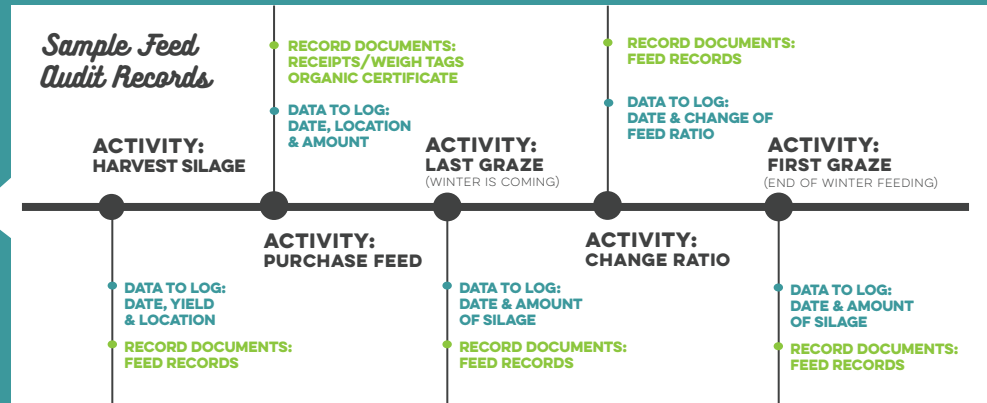 Sample Feed
Audit Records
ACTIVITY:
HARVEST SILAGE
DATA TO LOG:
DATE, YIELD
& LOCATION
RECORD DOCUMENTS:
FEED RECORDS
RECORD DOCUMENTS:
RECEIPTS/WEIGH TAGS
ORGANIC CERTIFICATE
DATA TO LOG:
DATE, LOCATION
& AMOUNT
ACTIVITY:
PURCHASE FEED
ACTIVITY:
LAST GRAZE
(WINTER IS COMING)
DATA TO LOG:
DATE & AMOUNT
OF SILAGE
RECORD DOCUMENTS:
FEED RECORDS
RECORD DOCUMENTS:
FEED RECORDS
DATA TO LOG:
DATE & CHANGE OF
FEED RATIO
ACTIVITY:
CHANGE RATIO
ACTIVITY:
FIRST GRAZE
(END OF WINTER FEEDING)
DATA TO LOG:
DATE & AMOUNT
OF SILAGE
RECORD DOCUMENTS:
FEED RECORDS